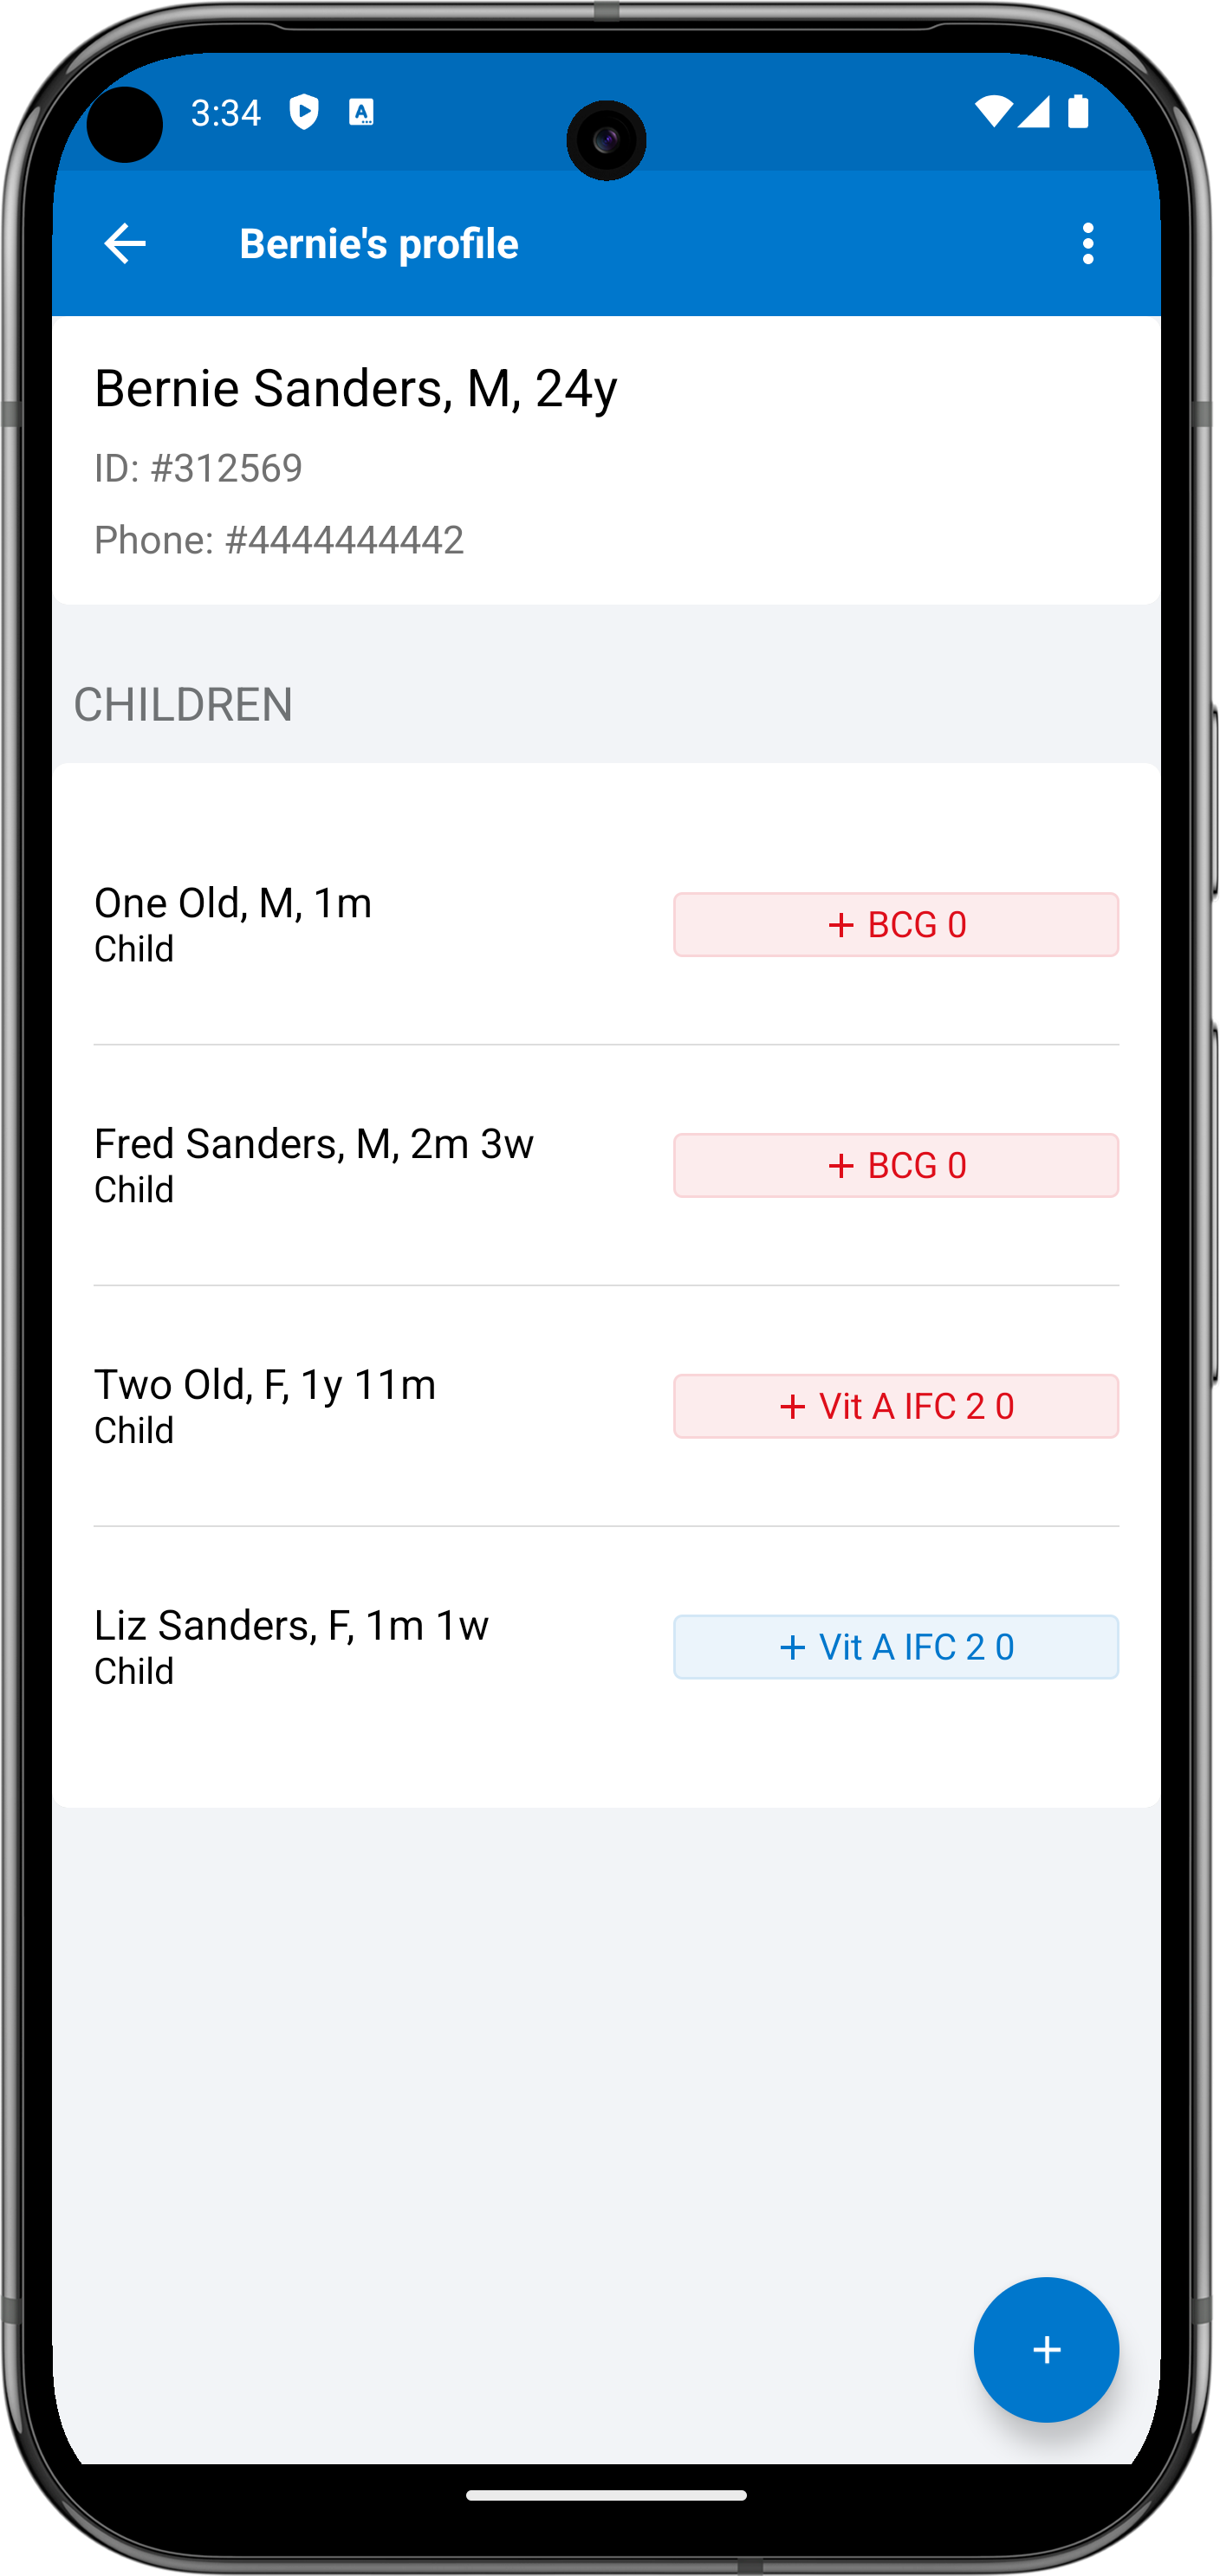 3:34
Bernie's profile
Bernie Sanders, M, 24y
ID: #312569
Phone: #4444444442
CHILDREN
One Old, M, 1m
Child
+ BCG 0
Fred Sanders, M, 2m 3w
Child
+ BCG 0
Two Old, F, 1y 11m
Child
+ Vit A IFC 2 0
Liz Sanders, F, 1m 1w
Child
+ Vit A IFC 2 0
+